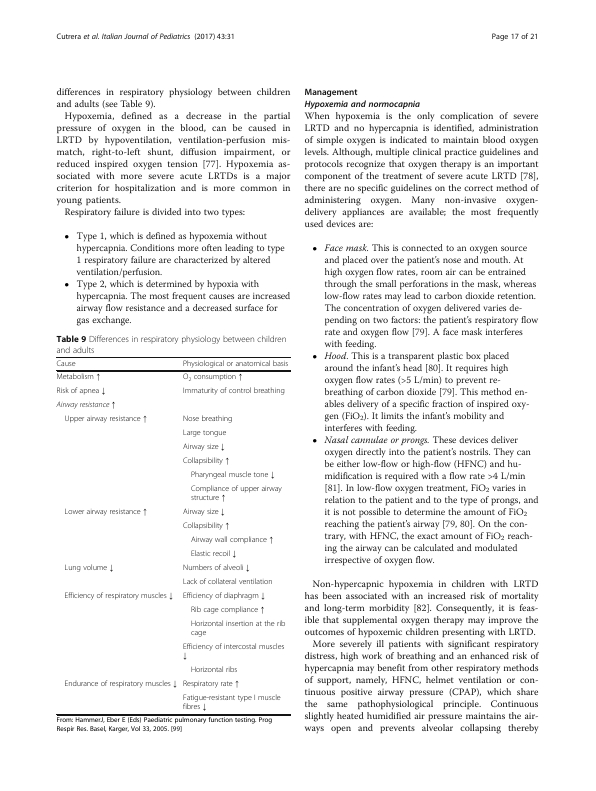 Cutrera et al. Italian Journal of Pediatrics (2017) 43:31
Page 17 of 21
differences in respiratory physiology between children
and adults (see Table 9).
Hypoxemia, defined as a decrease in the partial
pressure of oxygen in the blood, can be caused in
LRTD by hypoventilation, ventilation-perfusion mis-
match, right-to-left shunt, diffusion impairment, or
reduced inspired oxygen tension [77]. Hypoxemia as-
sociated with more severe acute LRTDs is a major
criterion for hospitalization and is more common in
young patients.
Respiratory failure is divided into two types:
• Type 1, which is defined as hypoxemia without
hypercapnia. Conditions more often leading to type
1 respiratory failure are characterized by altered
ventilation/perfusion.
• Type 2, which is determined by hypoxia with
hypercapnia. The most frequent causes are increased
airway flow resistance and a decreased surface for
gas exchange.
Table 9 Differences in respiratory physiology between children
and adults
Cause Physiological or anatomical basis
Metabolism ↑ O2 consumption ↑
Risk of apnea ↓ Immaturity of control breathing
Airway resistance ↑
Upper airway resistance ↑ Nose breathing
Large tongue
Airway size ↓
Collapsibility ↑
Pharyngeal muscle tone ↓
Compliance of upper airway
structure ↑
Lower airway resistance ↑ Airway size ↓
Collapsibility ↑
Airway wall compliance ↑
Elastic recoil ↓
Lung volume ↓ Numbers of alveoli ↓
Lack of collateral ventilation
Efficiency of respiratory muscles ↓ Efficiency of diaphragm ↓
Rib cage compliance ↑
Horizontal insertion at the rib
cage
Efficiency of intercostal muscles
↓
Horizontal ribs
Endurance of respiratory muscles ↓ Respiratory rate ↑
Fatigue-resistant type I muscle
fibres ↓
From: HammerJ, Eber E (Eds) Paediatric pulmonary function testing. Prog
Respir Res. Basel, Karger, Vol 33, 2005. [99]
Management
Hypoxemia and normocapnia
When hypoxemia is the only complication of severe
LRTD and no hypercapnia is identified, administration
of simple oxygen is indicated to maintain blood oxygen
levels. Although, multiple clinical practice guidelines and
protocols recognize that oxygen therapy is an important
component of the treatment of severe acute LRTD [78],
there are no specific guidelines on the correct method of
administering oxygen. Many non-invasive oxygen-
delivery appliances are available; the most frequently
used devices are:
• Face mask. This is connected to an oxygen source
and placed over the patient's nose and mouth. At
high oxygen flow rates, room air can be entrained
through the small perforations in the mask, whereas
low-flow rates may lead to carbon dioxide retention.
The concentration of oxygen delivered varies de-
pending on two factors: the patient's respiratory flow
rate and oxygen flow [79]. A face mask interferes
with feeding.
• Hood. This is a transparent plastic box placed
around the infant's head [80]. It requires high
oxygen flow rates (>5 L/min) to prevent re-
breathing of carbon dioxide [79]. This method en-
ables delivery of a specific fraction of inspired oxy-
gen (FiO2). It limits the infant's mobility and
interferes with feeding.
• Nasal cannulae or prongs. These devices deliver
oxygen directly into the patient's nostrils. They can
be either low-flow or high-flow (HFNC) and hu-
midification is required with a flow rate >4 L/min
[81]. In low-flow oxygen treatment, FiO2 varies in
relation to the patient and to the type of prongs, and
it is not possible to determine the amount of FiO2
reaching the patient's airway [79, 80]. On the con-
trary, with HFNC, the exact amount of FiO2 reach-
ing the airway can be calculated and modulated
irrespective of oxygen flow.
Non-hypercapnic hypoxemia in children with LRTD
has been associated with an increased risk of mortality
and long-term morbidity [82]. Consequently, it is feas-
ible that supplemental oxygen therapy may improve the
outcomes of hypoxemic children presenting with LRTD.
More severely ill patients with significant respiratory
distress, high work of breathing and an enhanced risk of
hypercapnia may benefit from other respiratory methods
of support, namely, HFNC, helmet ventilation or con-
tinuous positive airway pressure (CPAP), which share
the same pathophysiological principle. Continuous
slightly heated humidified air pressure maintains the air-
ways open and prevents alveolar collapsing thereby